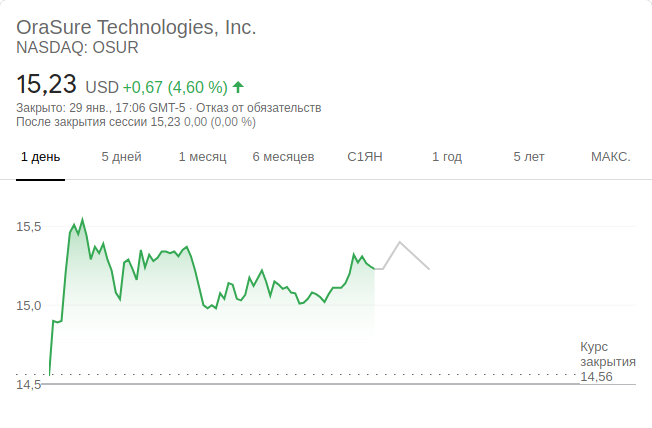 OraSure Technologies, Inc.
NASDAQ: OSUR
15,23 USD +0,67 (4,60 %)
Закрыто: 29 янв., 17:06 GMT-5 · Отказ от обязательств
После закрытия сессии 15,23 0,00 (0,00 %)
1 день 5 дней 1 месяц 6 месяцев С1ЯН 1 год 5 лет МАКС.
15,5
15,0
Курс
закрытия
14,56
14,5